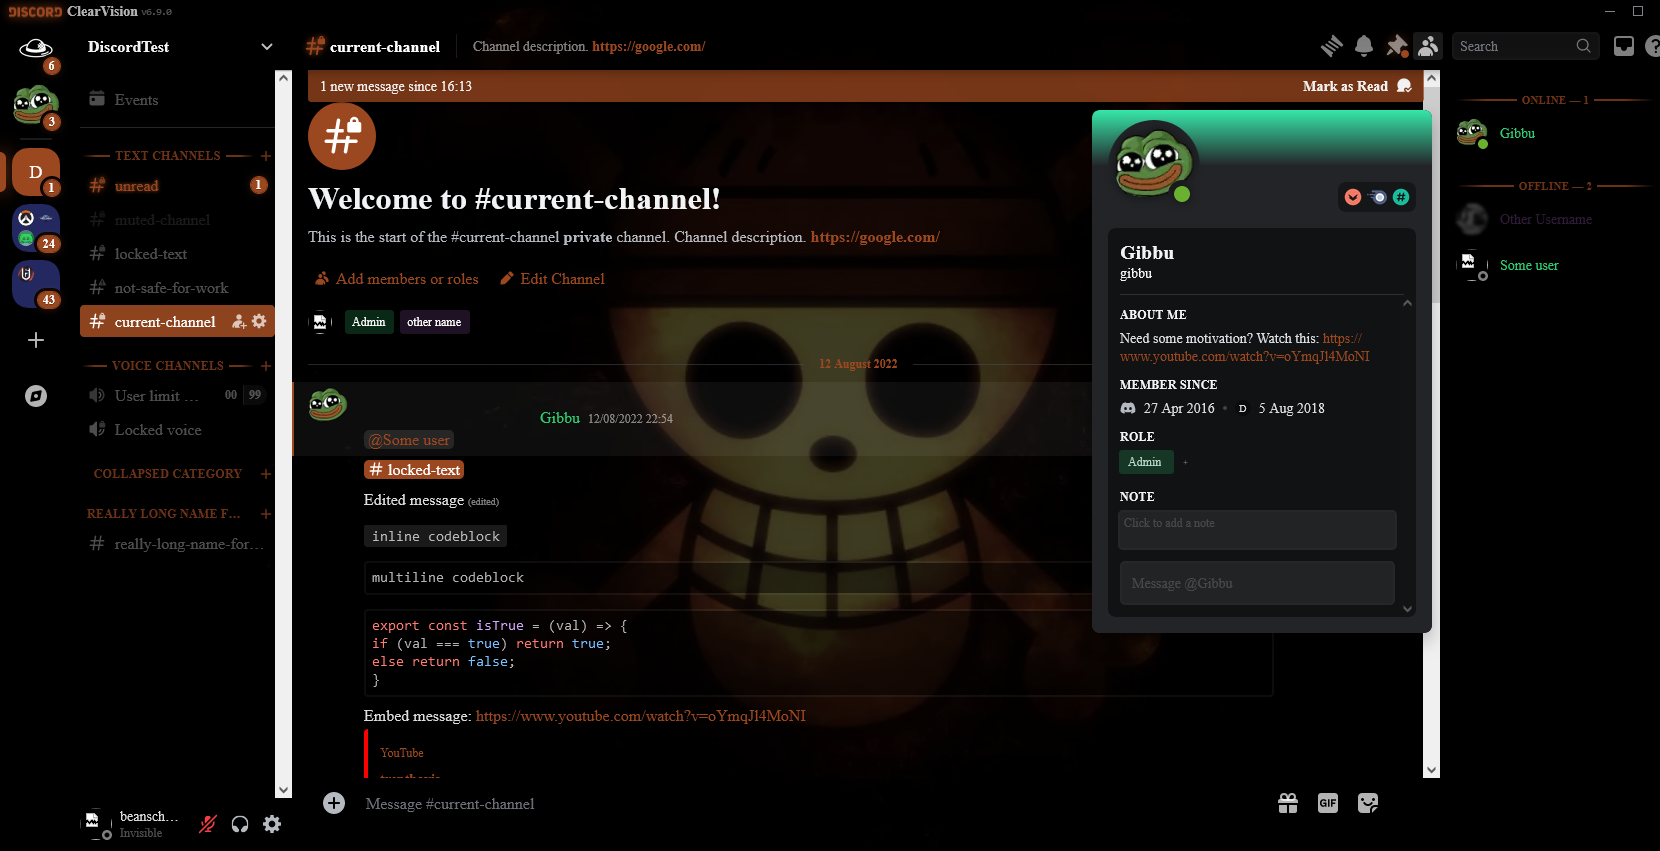 DISCORD ClearVision v6.9.0
6
3
D
1
24
43
DiscordTest
Events
TEXT CHANNELS
unread
1
muted-channel
locked-text
not-safe-for-work
current-channel
VOICE CHANNELS
User limit ...
00 99
Locked voice
COLLAPSED CATEGORY
REALLY LONG NAME F...
really-long-name-for...
beansch...
Invisible
current-channel
Channel description. https://google.com/
Search
1 new message since 16:13
Mark as Read
Welcome to #current-channel!
This is the start of the #current-channel private channel. Channel description. https://google.com/
Add members or roles
Edit Channel
Admin
other name
12 August 2022
Gibbu 12/08/2022 22:54
@Some user
locked-text
Edited message (edited)
inline codeblock
multiline codeblock
export const isTrue = (val) => {
if (val === true) return true;
else return false;
}
Embed message: https://www.youtube.com/watch?v=oYmqJl4MoNI
YouTube
Message #current-channel
GIF
Gibbu
gibbu
ABOUT ME
Need some motivation? Watch this: https://
www.youtube.com/watch?v=oYmqJl4MoNI
MEMBER SINCE
27 Apr 2016 • D 5 Aug 2018
ROLE
Admin
+
NOTE
Click to add a note
Message @Gibbu
ONLINE — 1
Gibbu
OFFLINE — 2
Other Username
Some user